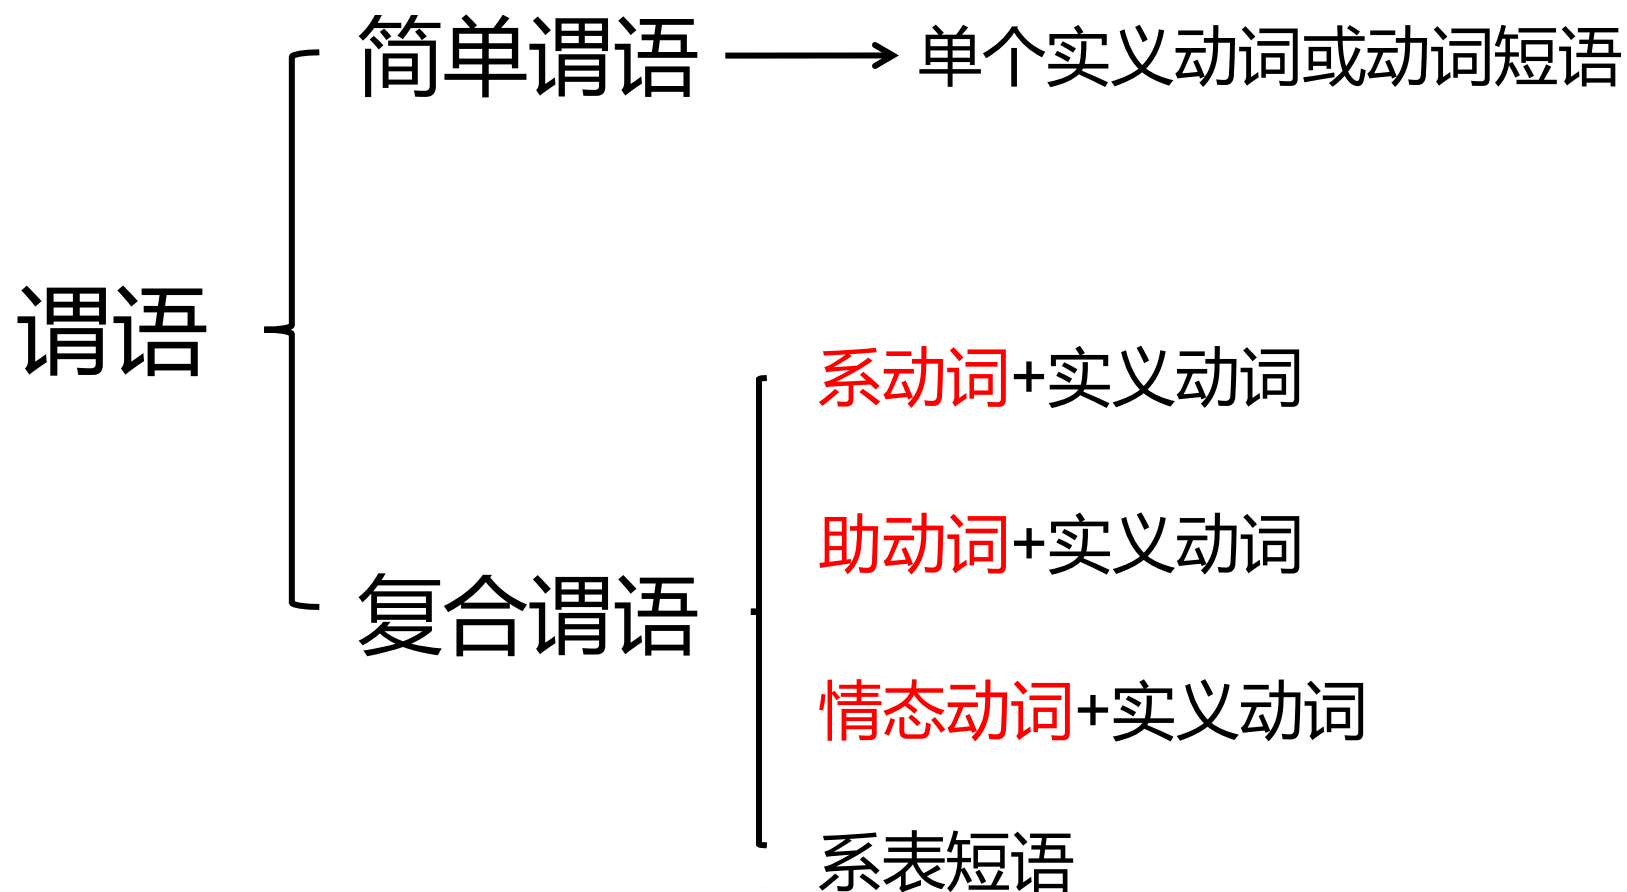 简单谓语
单个实义动词或动词短语
谓语
系动词+实义动词
助动词+实义动词
复合谓语
情态动词+实义动词
系表短语